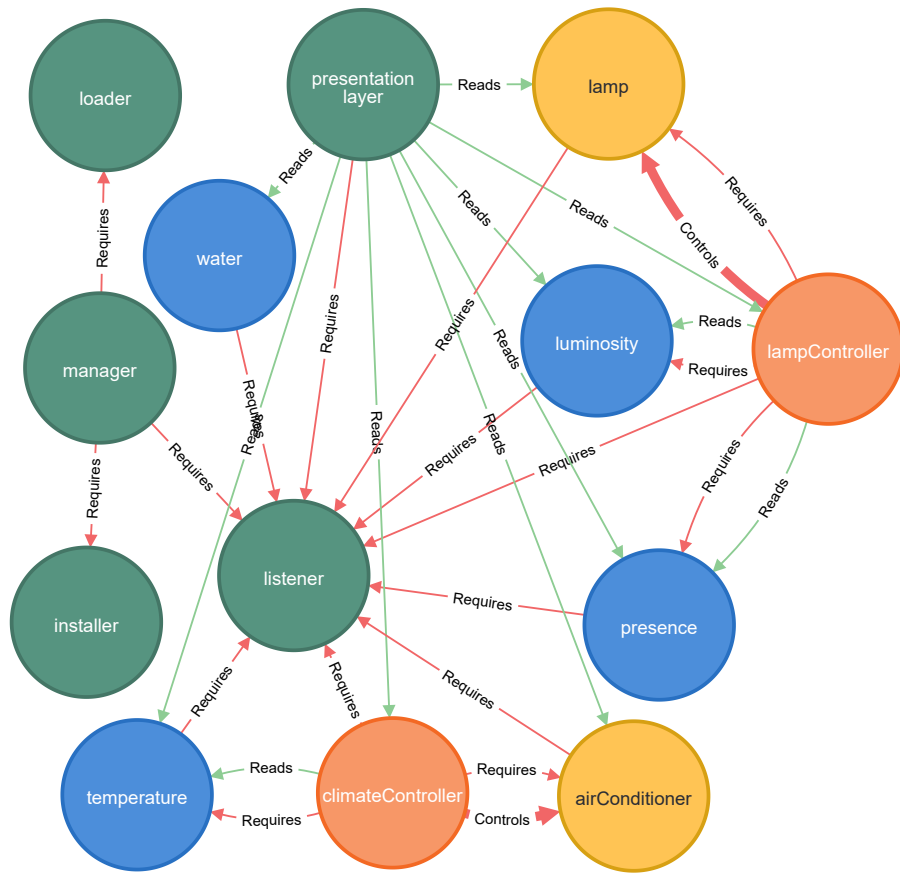 loader
presentation
layer
Reads
lamp
Reads
Requires
Requires
Reads
Reads
Controls
water
Requires
Requires
Reads
luminosity
lampController
Reads
Requires
manager
Requires
Reads
Reads
Reads
Requires
Requires
Requires
Requires
Requires
Reads
Requires
listener
Requires
installer
presence
Requires
Requires
Requires
temperature
Reads
Requires
climateController
Requires
Controls
airConditioner